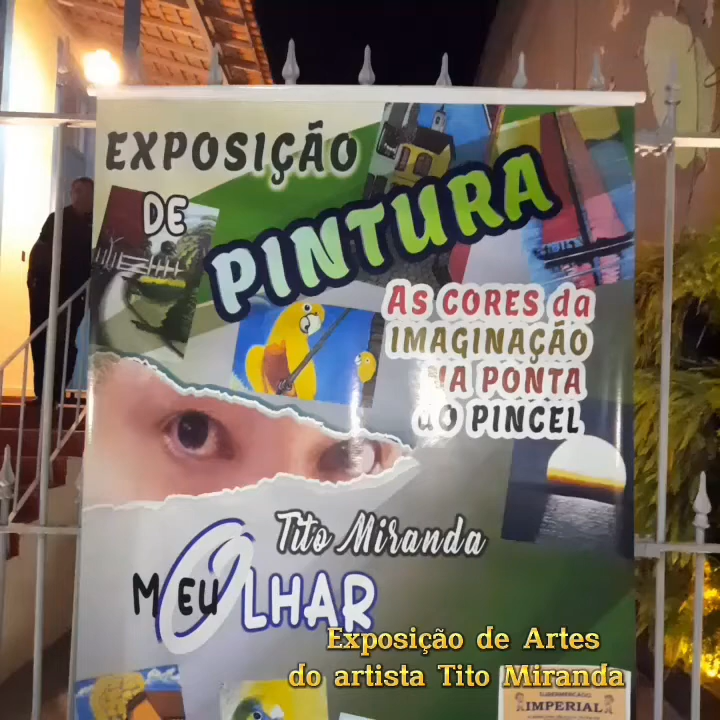 EXPOSIÇÃO
DE
PINTURA
AS CORES da
IMAGINAÇÃO
NA PONTA
do PINCEL
Tito Miranda
MEU OLHAR
Exposição de Artes
do artista Tito Miranda
SUPERMERCADO
IMPERIAL